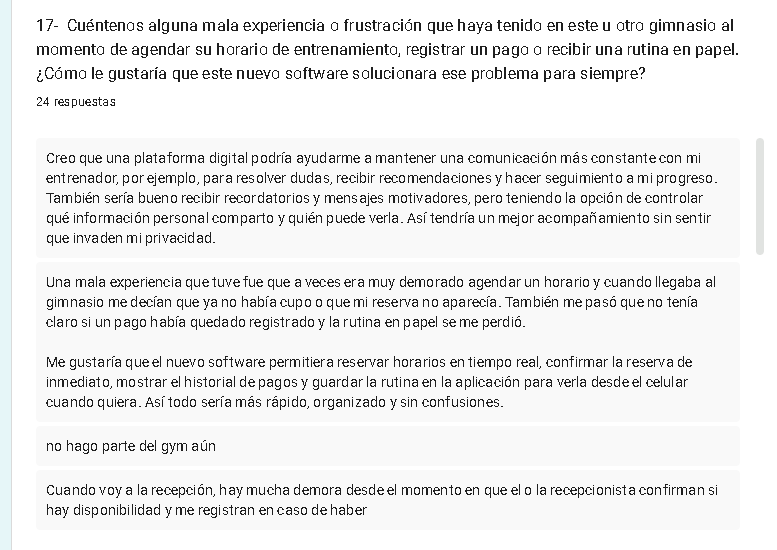 17- Cuéntenos alguna mala experiencia o frustración que haya tenido en este u otro gimnasio al
momento de agendar su horario de entrenamiento, registrar un pago o recibir una rutina en papel.
¿Cómo le gustaría que este nuevo software solucionara ese problema para siempre?
24 respuestas
Creo que una plataforma digital podría ayudarme a mantener una comunicación más constante con mi
entrenador, por ejemplo, para resolver dudas, recibir recomendaciones y hacer seguimiento a mi progreso.
También sería bueno recibir recordatorios y mensajes motivadores, pero teniendo la opción de controlar
qué información personal comparto y quién puede verla. Así tendría un mejor acompañamiento sin sentir
que invaden mi privacidad.
Una mala experiencia que tuve fue que a veces era muy demorado agendar un horario y cuando llegaba al
gimnasio me decían que ya no había cupo o que mi reserva no aparecía. También me pasó que no tenía
claro si un pago había quedado registrado y la rutina en papel se me perdió.
Me gustaría que el nuevo software permitiera reservar horarios en tiempo real, confirmar la reserva de
inmediato, mostrar el historial de pagos y guardar la rutina en la aplicación para verla desde el celular
cuando quiera. Así todo sería más rápido, organizado y sin confusiones.
no hago parte del gym aún
Cuando voy a la recepción, hay mucha demora desde el momento en que el o la recepcionista confirman si
hay disponibilidad y me registran en caso de haber